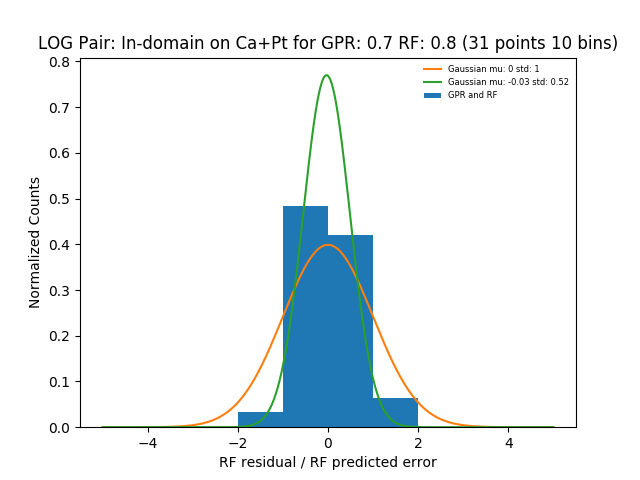 LOG Pair: In-domain on Ca+Pt for GPR: 0.7 RF: 0.8 (31 points 10 bins)
Gaussian mu: 0 std: 1
Gaussian mu: -0.03 std: 0.52
GPR and RF
Normalized Counts
0.8
0.7
0.6
0.5
0.4
0.3
0.2
0.1
0.0
−4 −2 0 2 4
RF residual / RF predicted error